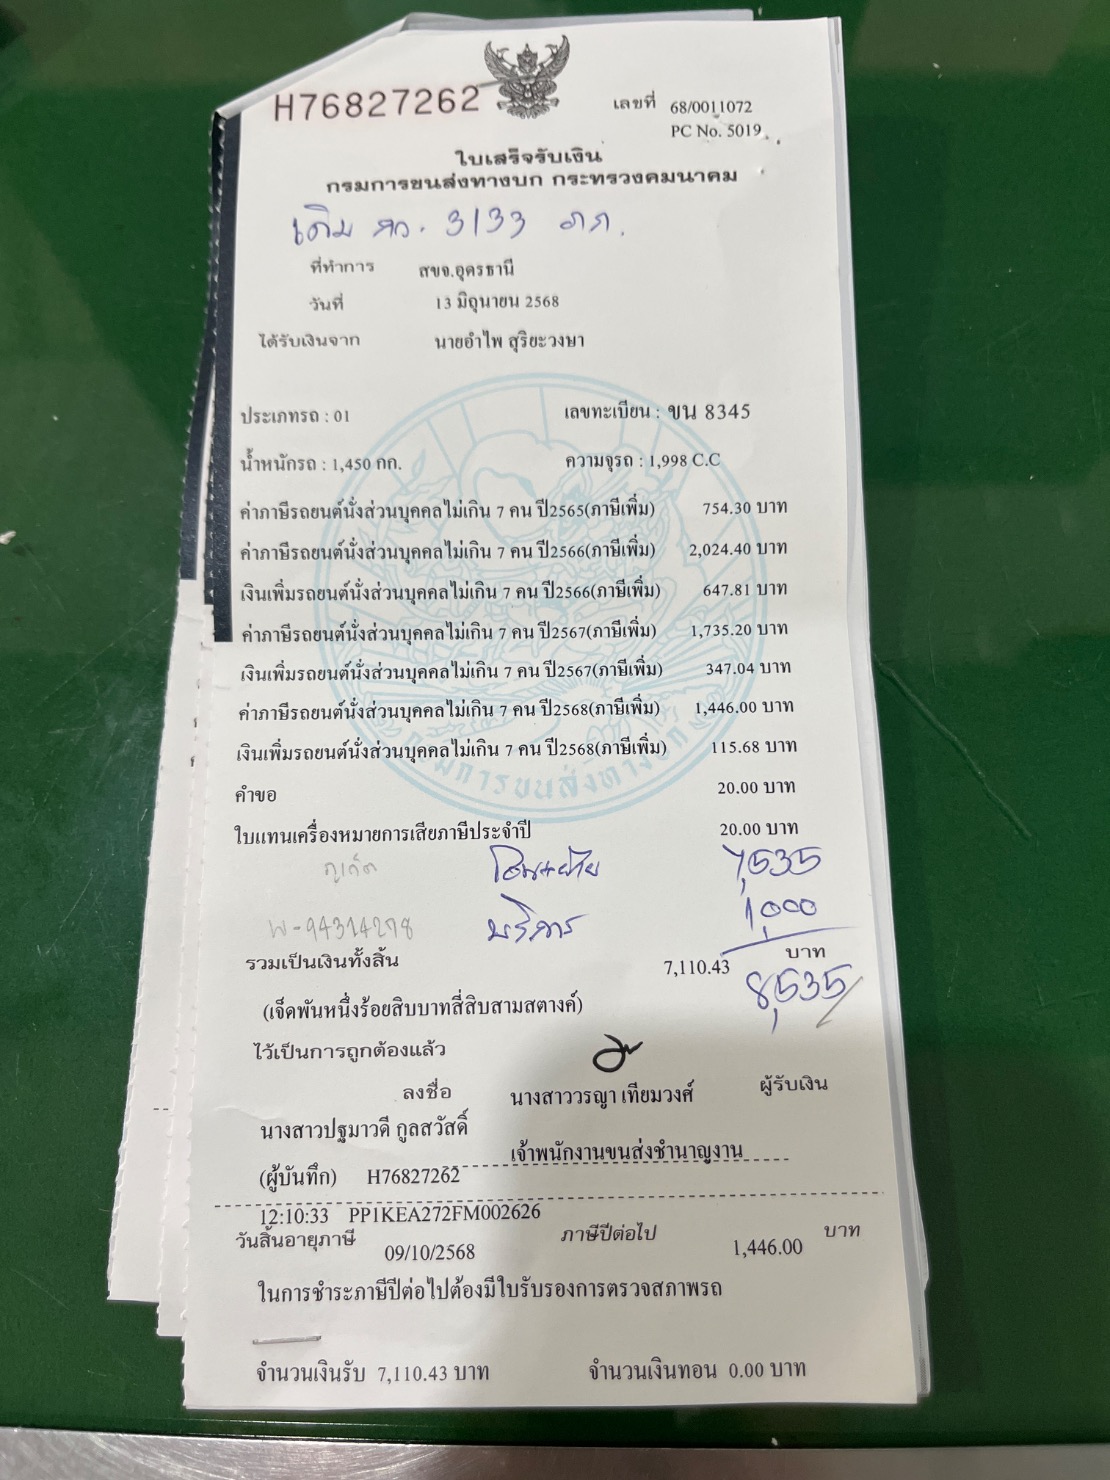 H76827262
เลขที่ 68/0011072
PC No. 5019
ใบเสร็จรับเงิน
กรมการขนส่งทางบก กระทรวงคมนาคม
เดิม กว. 3133 ภก.
ที่ทำการ สขจ.อุดรธานี
วันที่ 13 มิถุนายน 2568
ได้รับเงินจาก นายอำไพ สุริยะวงษา
ประเภทรถ : 01 เลขทะเบียน : ขน 8345
น้ำหนักรถ : 1,450 กก. ความจุรถ : 1,998 C.C
ค่าภาษีรถยนต์นั่งส่วนบุคคลไม่เกิน 7 คน ปี2565(ภาษีเพิ่ม) 754.30 บาท
ค่าภาษีรถยนต์นั่งส่วนบุคคลไม่เกิน 7 คน ปี2566(ภาษีเพิ่ม) 2,024.40 บาท
เงินเพิ่มรถยนต์นั่งส่วนบุคคลไม่เกิน 7 คน ปี2566(ภาษีเพิ่ม) 647.81 บาท
ค่าภาษีรถยนต์นั่งส่วนบุคคลไม่เกิน 7 คน ปี2567(ภาษีเพิ่ม) 1,735.20 บาท
เงินเพิ่มรถยนต์นั่งส่วนบุคคลไม่เกิน 7 คน ปี2567(ภาษีเพิ่ม) 347.04 บาท
ค่าภาษีรถยนต์นั่งส่วนบุคคลไม่เกิน 7 คน ปี2568(ภาษีเพิ่ม) 1,446.00 บาท
เงินเพิ่มรถยนต์นั่งส่วนบุคคลไม่เกิน 7 คน ปี2568(ภาษีเพิ่ม) 115.68 บาท
คำขอ 20.00 บาท
ใบแทนเครื่องหมายการเสียภาษีประจำปี 20.00 บาท
ภูเก็ต โอน+ย้าย 7,535
บริการ 1,000
รวมเป็นเงินทั้งสิ้น 7,110.43 บาท
8,535/
(เจ็ดพันหนึ่งร้อยสิบบาทสี่สิบสามสตางค์)
ไว้เป็นการถูกต้องแล้ว
ลงชื่อ นางสาววรญา เทียมวงศ์ ผู้รับเงิน
นางสาวปฐมาวดี กูลสวัสดิ์
เจ้าพนักงานขนส่งชำนาญงาน
(ผู้บันทึก) H76827262
12:10:33 PP1KEA272FM002626
วันสิ้นอายุภาษี 09/10/2568 ภาษีปีต่อไป 1,446.00 บาท
ในการชำระภาษีปีต่อไปต้องมีใบรับรองการตรวจสภาพรถ
จำนวนเงินรับ 7,110.43 บาท จำนวนเงินทอน 0.00 บาท